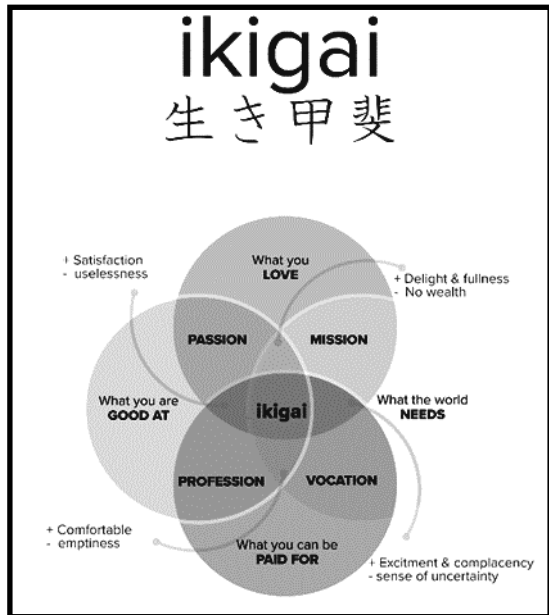 ikigai
生き甲斐
+ Satisfaction
- uselessness
What you
LOVE
+ Delight & fullness
- No wealth
PASSION
MISSION
What you are
GOOD AT
ikigai
What the world
NEEDS
PROFESSION
VOCATION
+ Comfortable
- emptiness
What you can be
PAID FOR
+ Excitment & complacency
- sense of uncertainty